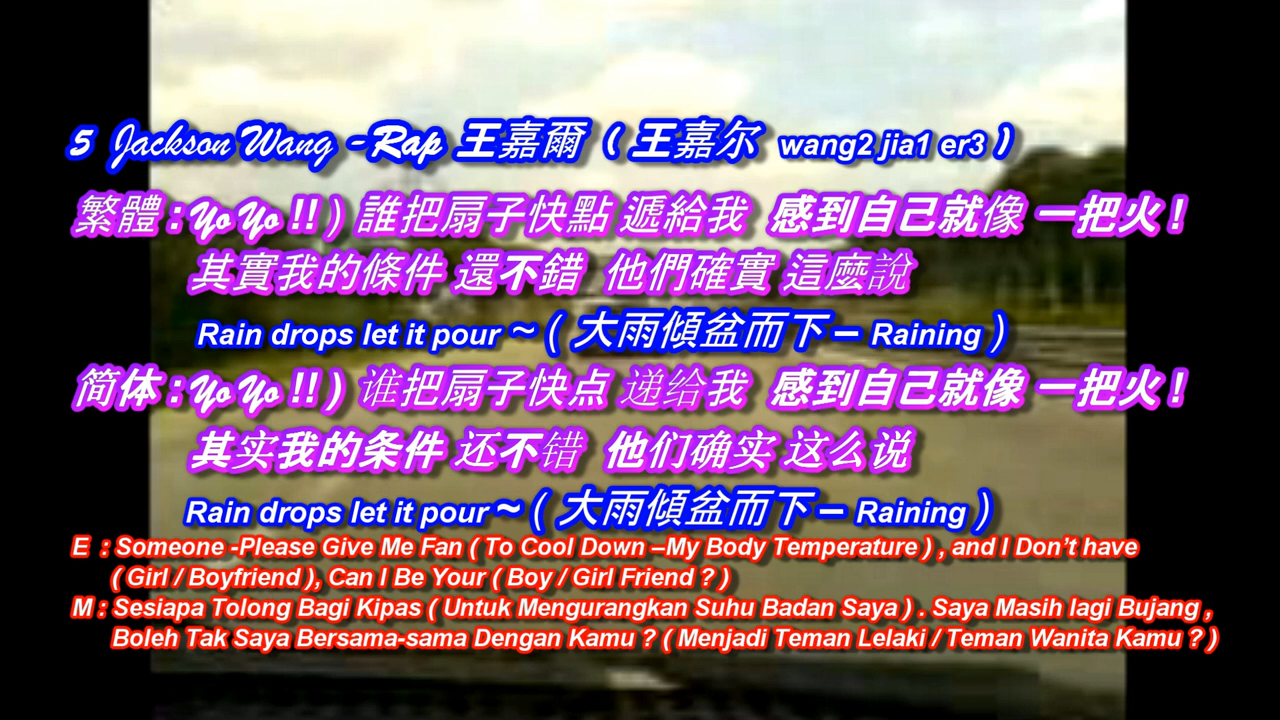 5 Jackson Wang -Rap 王嘉爾 ( 王嘉尔 wang2 jia1 er3 )
繁體 : Yo Yo !! ) 誰把扇子快點 遞給我 感到自己就像 一把火 !
其實我的條件 還不錯 他們確實 這麼說
Rain drops let it pour ~ ( 大雨傾盆而下 – Raining )
简体 : Yo Yo !! ) 谁把扇子快点 递给我 感到自己就像 一把火 !
其实我的条件 还不错 他们确实 这么说
Rain drops let it pour ~ ( 大雨傾盆而下 – Raining )
E : Someone -Please Give Me Fan ( To Cool Down –My Body Temperature ) , and I Don't have
( Girl / Boyfriend ), Can I Be Your ( Boy / Girl Friend ? )
M : Sesiapa Tolong Bagi Kipas ( Untuk Mengurangkan Suhu Badan Saya ) . Saya Masih lagi Bujang ,
Boleh Tak Saya Bersama-sama Dengan Kamu ? ( Menjadi Teman Lelaki / Teman Wanita Kamu ? )